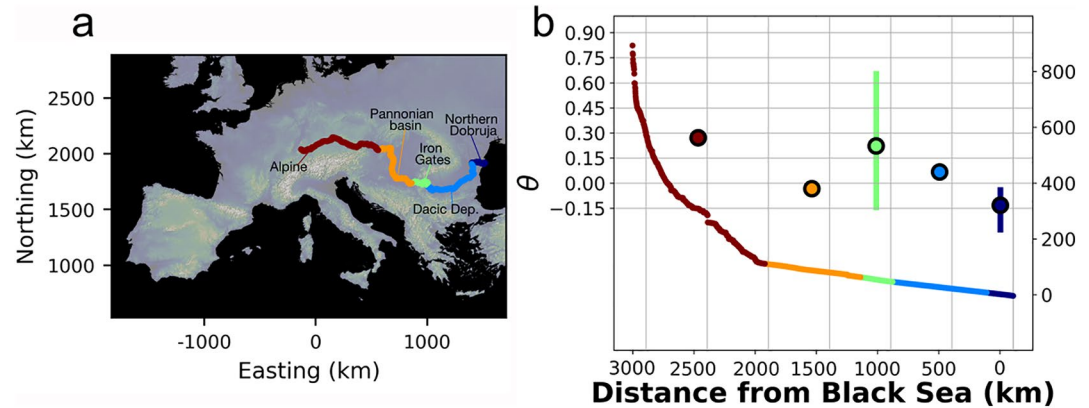 a
Northing (km)
2500
2000
1500
1000
Pannonian
basin
Northern
Dobruja
Iron
Gates
Alpine
Dacic Dep.
-1000
0
1000
Easting (km)
b
θ
0.90
0.75
0.60
0.45
0.30
0.15
0.00
−0.15
800
600
400
200
0
3000
2500
2000
1500
1000
500
0
Distance from Black Sea (km)